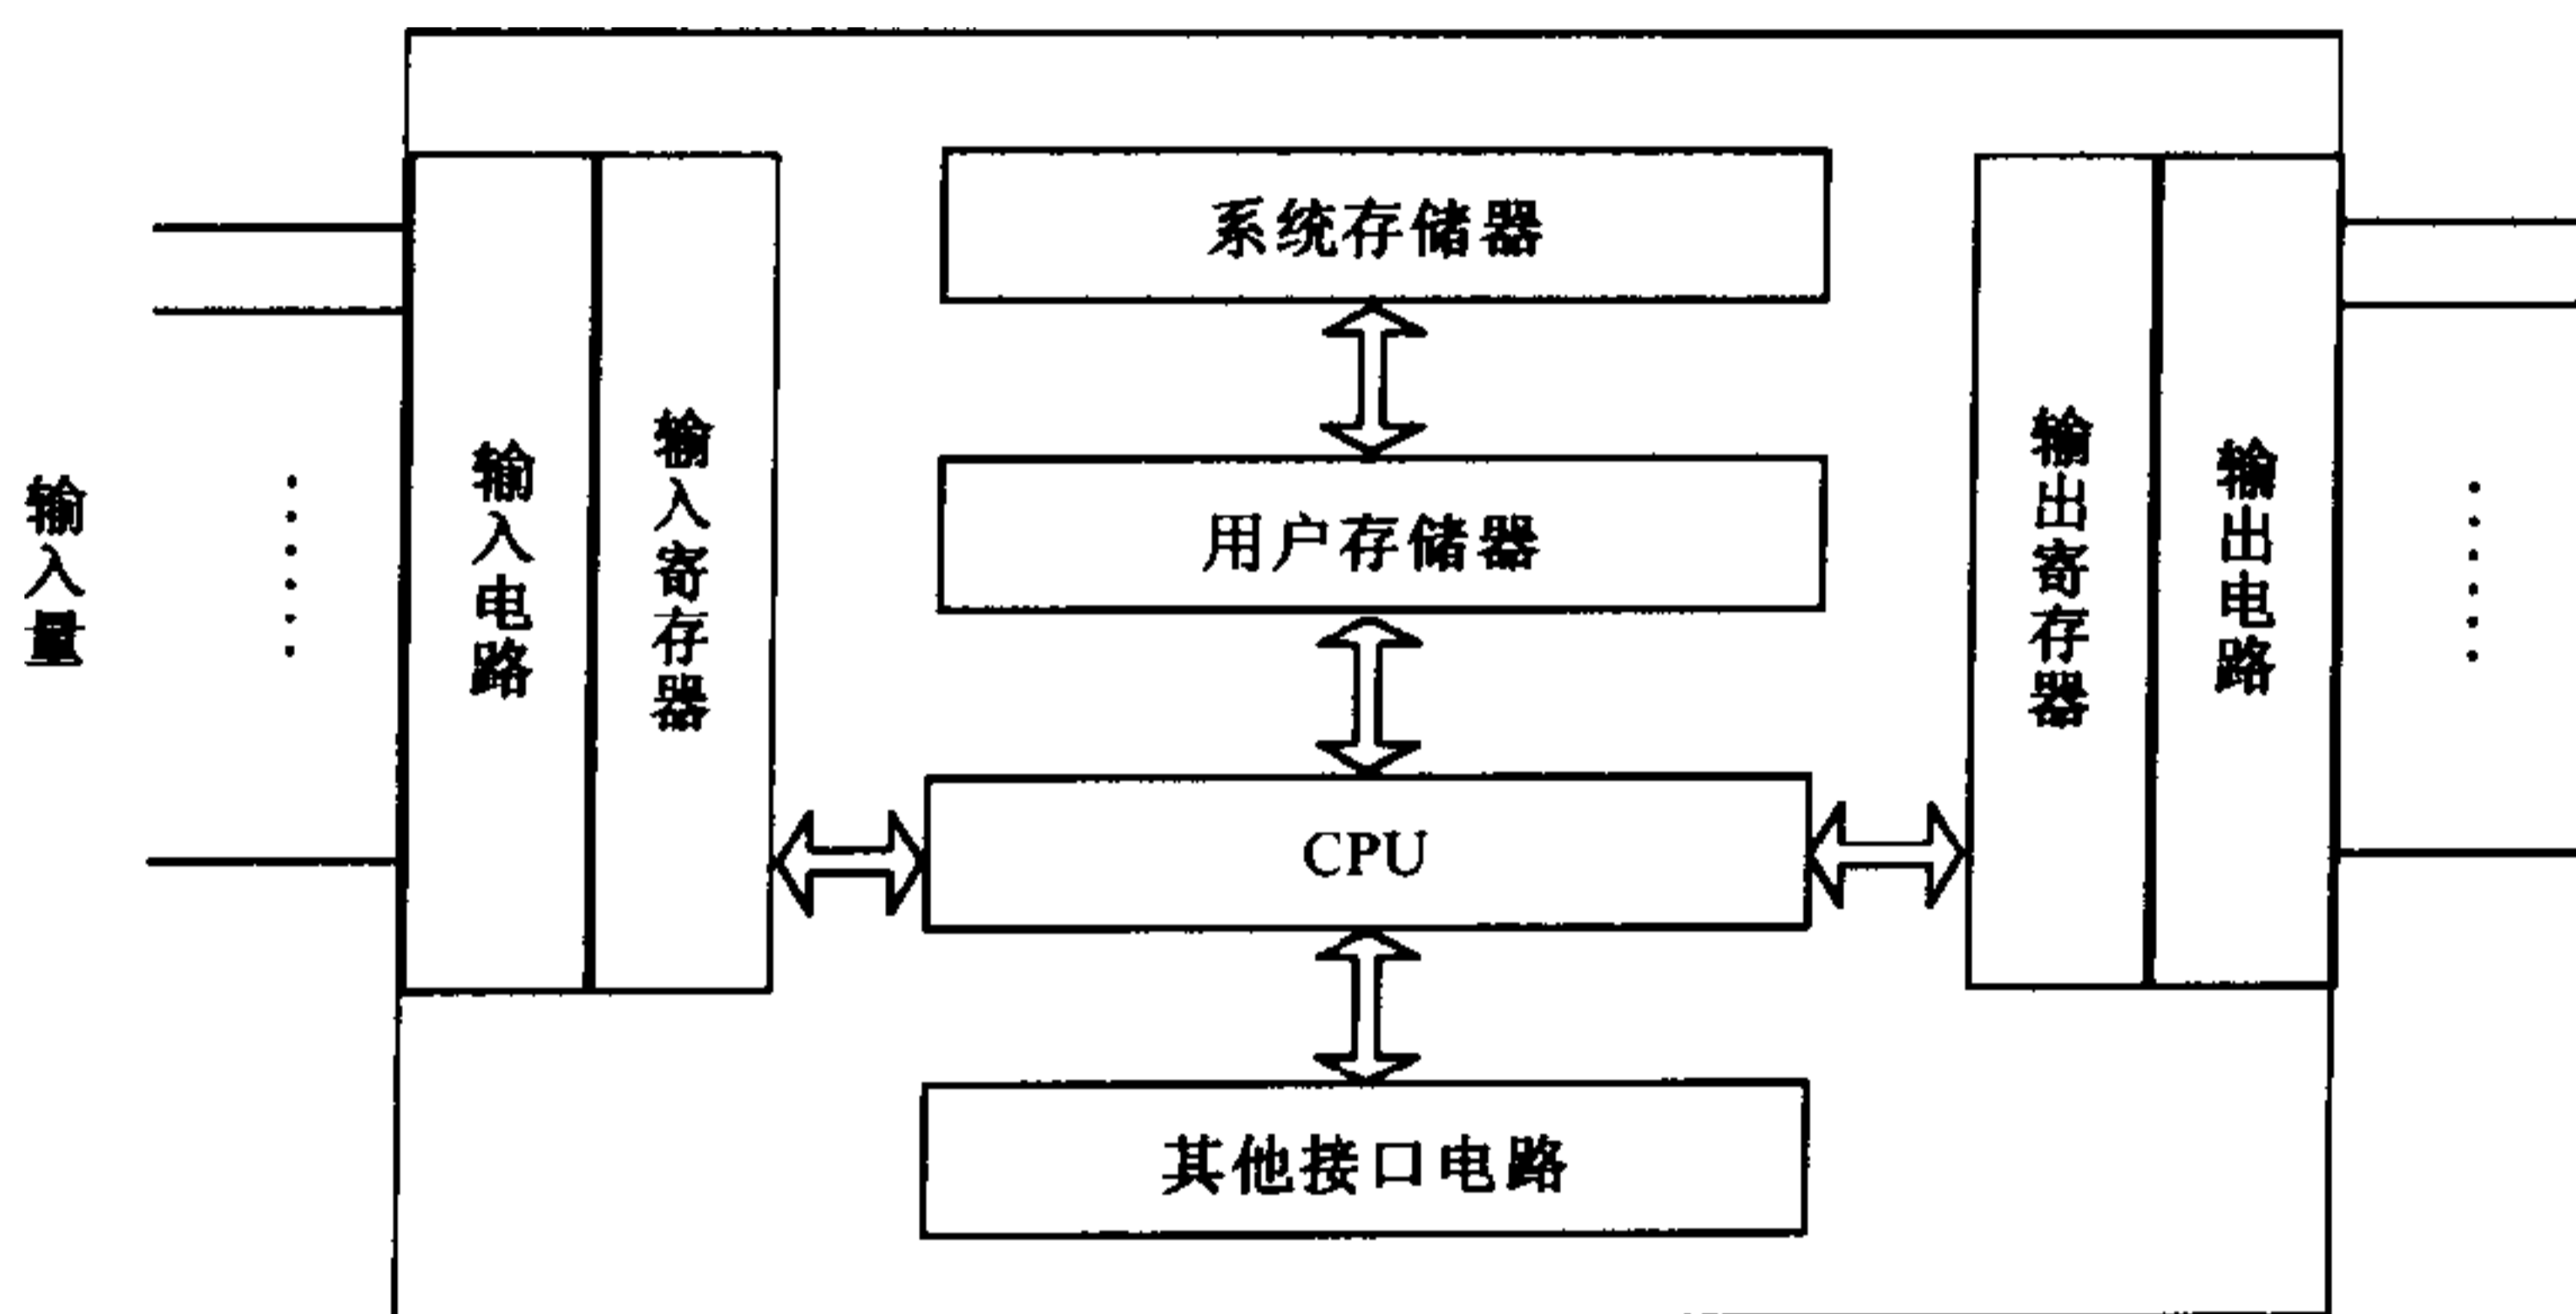 输入量
输入电路
输入寄存器
系统存储器
用户存储器
CPU
其他接口电路
输出寄存器
输出电路